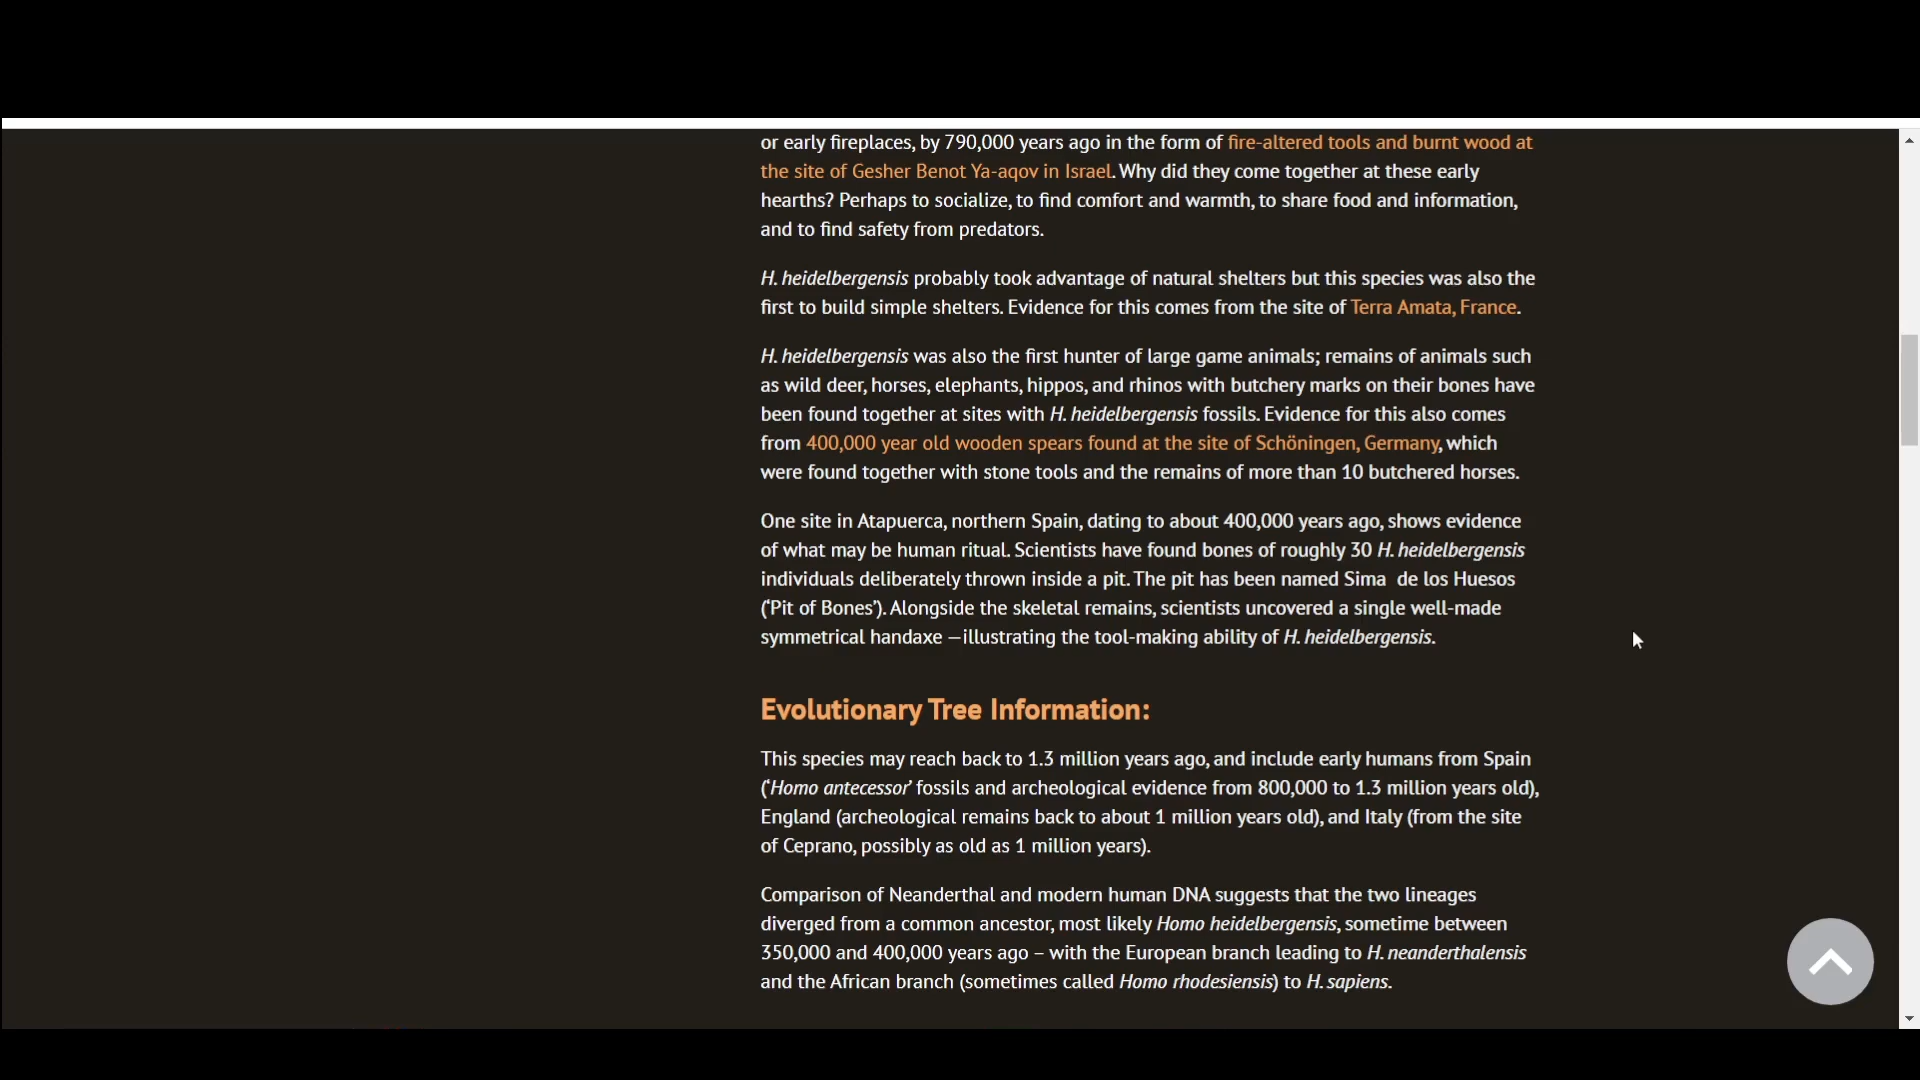 or early fireplaces, by 790,000 years ago in the form of fire-altered tools and burnt wood at
the site of Gesher Benot Ya-aqov in Israel. Why did they come together at these early
hearths? Perhaps to socialize, to find comfort and warmth, to share food and information,
and to find safety from predators.
H. heidelbergensis probably took advantage of natural shelters but this species was also the
first to build simple shelters. Evidence for this comes from the site of Terra Amata, France.
H. heidelbergensis was also the first hunter of large game animals; remains of animals such
as wild deer, horses, elephants, hippos, and rhinos with butchery marks on their bones have
been found together at sites with H. heidelbergensis fossils. Evidence for this also comes
from 400,000 year old wooden spears found at the site of Schöningen, Germany, which
were found together with stone tools and the remains of more than 10 butchered horses.
One site in Atapuerca, northern Spain, dating to about 400,000 years ago, shows evidence
of what may be human ritual. Scientists have found bones of roughly 30 H. heidelbergensis
individuals deliberately thrown inside a pit. The pit has been named Sima  de los Huesos
(‘Pit of Bones’). Alongside the skeletal remains, scientists uncovered a single well-made
symmetrical handaxe —illustrating the tool-making ability of H. heidelbergensis.
Evolutionary Tree Information:
This species may reach back to 1.3 million years ago, and include early humans from Spain
(‘Homo antecessor’ fossils and archeological evidence from 800,000 to 1.3 million years old),
England (archeological remains back to about 1 million years old), and Italy (from the site
of Ceprano, possibly as old as 1 million years).
Comparison of Neanderthal and modern human DNA suggests that the two lineages
diverged from a common ancestor, most likely Homo heidelbergensis, sometime between
350,000 and 400,000 years ago – with the European branch leading to H. neanderthalensis
and the African branch (sometimes called Homo rhodesiensis) to H. sapiens.